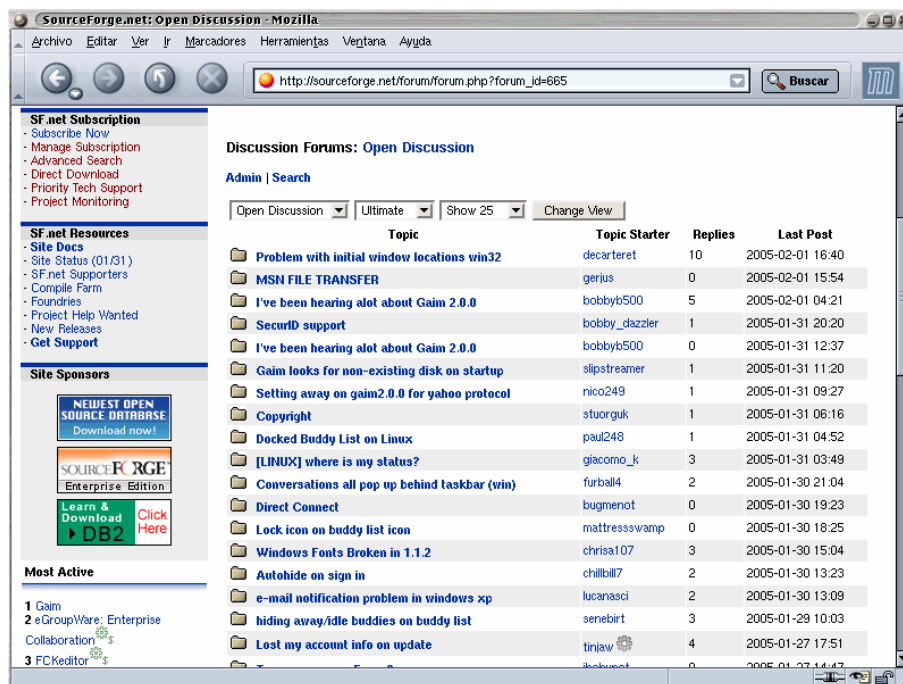 SourceForge.net: Open Discussion - Mozilla
Archivo Editar Ver Ir Marcadores Herramientas Ventana Ayuda
http://sourceforge.net/forum/forum.php?forum_id=665 Buscar
SF.net Subscription
- Subscribe Now
- Manage Subscription
- Advanced Search
- Direct Download
- Priority Tech Support
- Project Monitoring
SF.net Resources
- Site Docs
- Site Status (01/31)
- SF.net Supporters
- Compile Farm
- Foundries
- Project Help Wanted
- New Releases
- Get Support
Site Sponsors
NEWEST OPEN
SOURCE DATABASE
Download now!
SOURCEFORGE
Enterprise Edition
Learn &
Download
DB2
Click
Here
Most Active
1 Gaim
2 eGroupWare: Enterprise
Collaboration $
3 FCKeditor $
Discussion Forums: Open Discussion
Admin | Search
Open Discussion Ultimate Show 25 Change View
Topic Topic Starter Replies Last Post
Problem with initial window locations win32 decarteret 10 2005-02-01 16:40
MSN FILE TRANSFER gerjus 0 2005-02-01 15:54
I've been hearing alot about Gaim 2.0.0 bobbyb500 5 2005-02-01 04:21
SecurID support bobby_dazzler 1 2005-01-31 20:20
I've been hearing alot about Gaim 2.0.0 bobbyb500 0 2005-01-31 12:37
Gaim looks for non-existing disk on startup slipstreamer 1 2005-01-31 11:20
Setting away on gaim2.0.0 for yahoo protocol nico249 1 2005-01-31 09:27
Copyright stuorguk 1 2005-01-31 06:16
Docked Buddy List on Linux paul248 1 2005-01-31 04:52
[LINUX] where is my status? giacomo_k 3 2005-01-31 03:49
Conversations all pop up behind taskbar (win) furball4 2 2005-01-30 21:04
Direct Connect bugmenot 0 2005-01-30 19:23
Lock icon on buddy list icon mattressswamp 0 2005-01-30 18:25
Windows Fonts Broken in 1.1.2 chrisa107 3 2005-01-30 15:04
Autohide on sign in chillbill7 2 2005-01-30 13:23
e-mail notification problem in windows xp lucanasci 2 2005-01-30 13:09
hiding away/idle buddies on buddy list senebirt 3 2005-01-29 10:03
Lost my account info on update tinjaw 4 2005-01-27 17:51